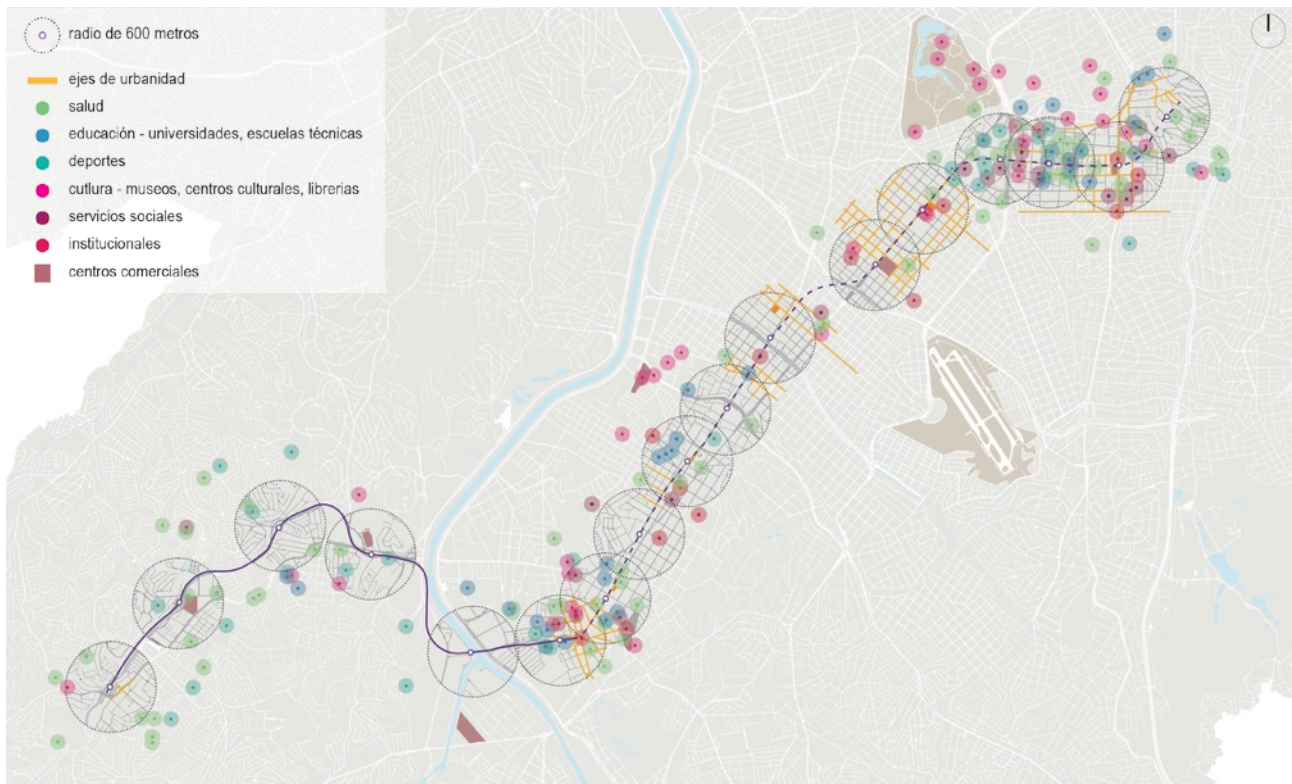 radio de 600 metros
ejes de urbanidad
salud
educación - universidades, escuelas técnicas
deportes
cutlura - museos, centros culturales, librerias
servicios sociales
institucionales
centros comerciales